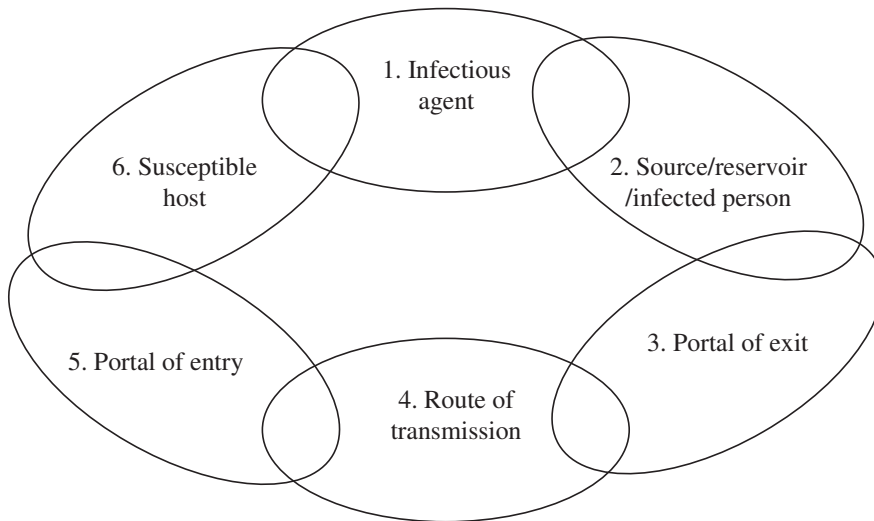 1. Infectious
agent
2. Source/reservoir
/infected person
3. Portal of exit
4. Route of
transmission
5. Portal of entry
6. Susceptible
host